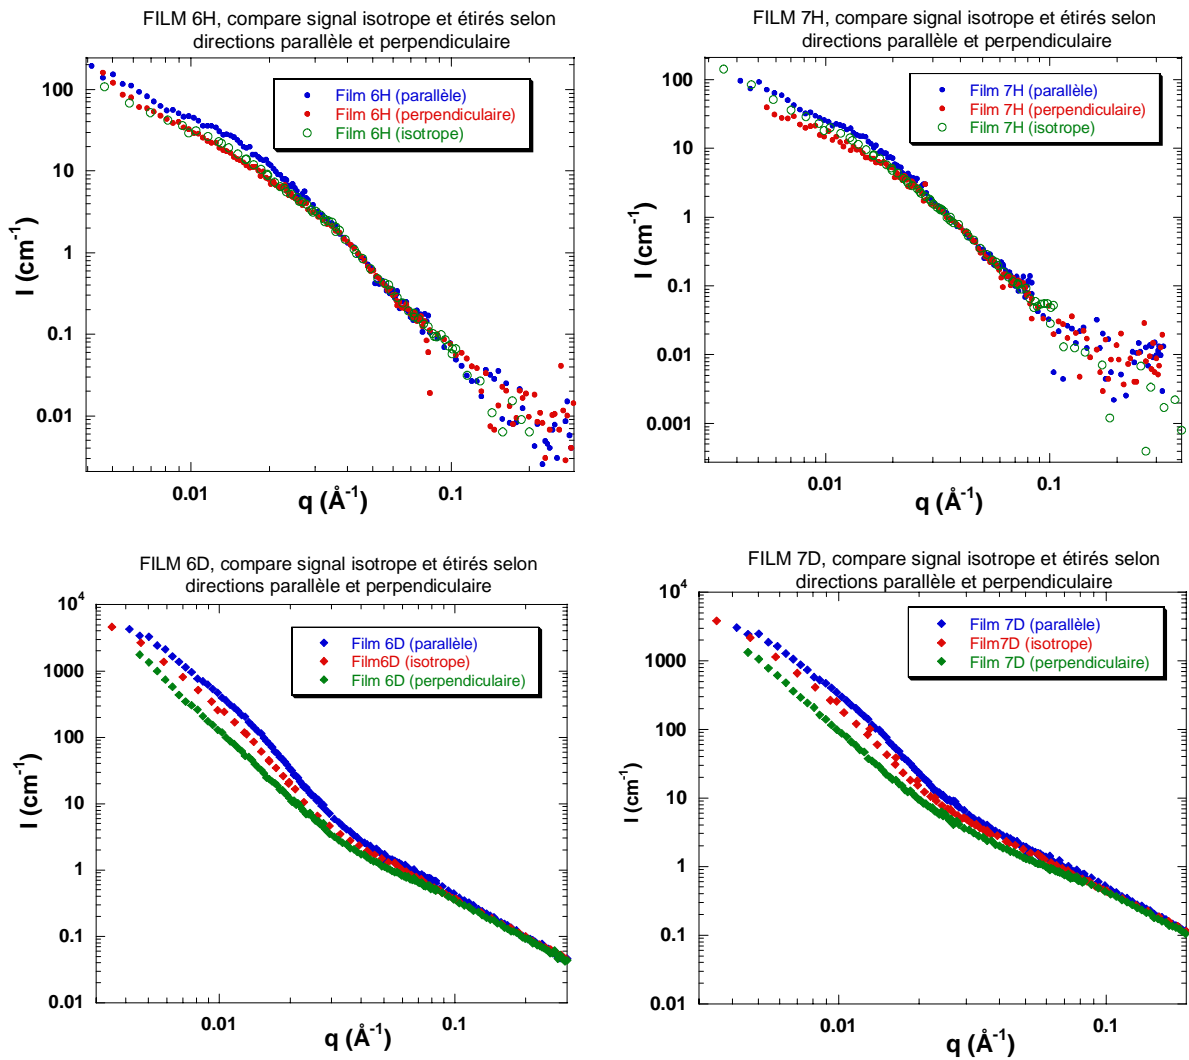 FILM 6H, compare signal isotrope et étirés selon
directions parallèle et perpendiculaire
Film 6H (parallèle)
Film 6H (perpendiculaire)
Film 6H (isotrope)
100
10
1
0.1
0.01
I (cm-1)
0.01
0.1
q (Å-1)
FILM 7H, compare signal isotrope et étirés selon
directions parallèle et perpendiculaire
Film 7H (parallèle)
Film 7H (perpendiculaire)
Film 7H (isotrope)
100
10
1
0.1
0.01
0.001
I (cm-1)
0.01
0.1
q (Å-1)
FILM 6D, compare signal isotrope et étirés selon
directions parallèle et perpendiculaire
Film 6D (parallèle)
Film6D (isotrope)
Film 6D (perpendiculaire)
10^4
1000
100
10
1
0.1
0.01
I (cm-1)
0.01
0.1
q (Å-1)
FILM 7D, compare signal isotrope et étirés selon
directions parallèle et perpendiculaire
Film 7D (parallèle)
Film7D (isotrope)
Film 7D (perpendiculaire)
10^4
1000
100
10
1
0.1
0.01
I (cm-1)
0.01
0.1
q (Å-1)